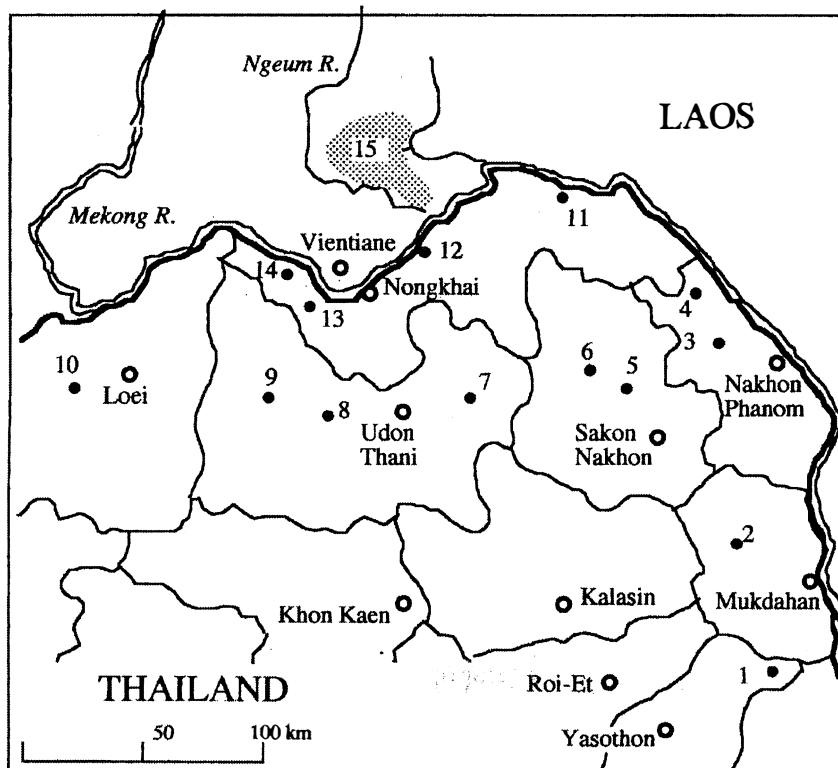 Ngeum R.
LAOS
15
Mekong R.
11
Vientiane
12
14
Nongkhai
4
13
3
10
6
9
7
5
Loei
8
Nakhon
Phanom
Udon
Thani
Sakon
Nakhon
2
Khon Kaen
Kalasin
Mukdahan
THAILAND
Roi-Et
1
50
100 km
Yasothon